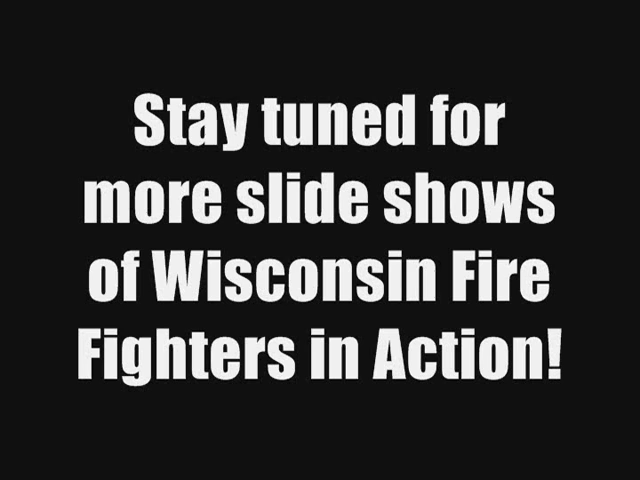 Stay tuned for
more slide shows
of Wisconsin Fire
Fighters in Action!